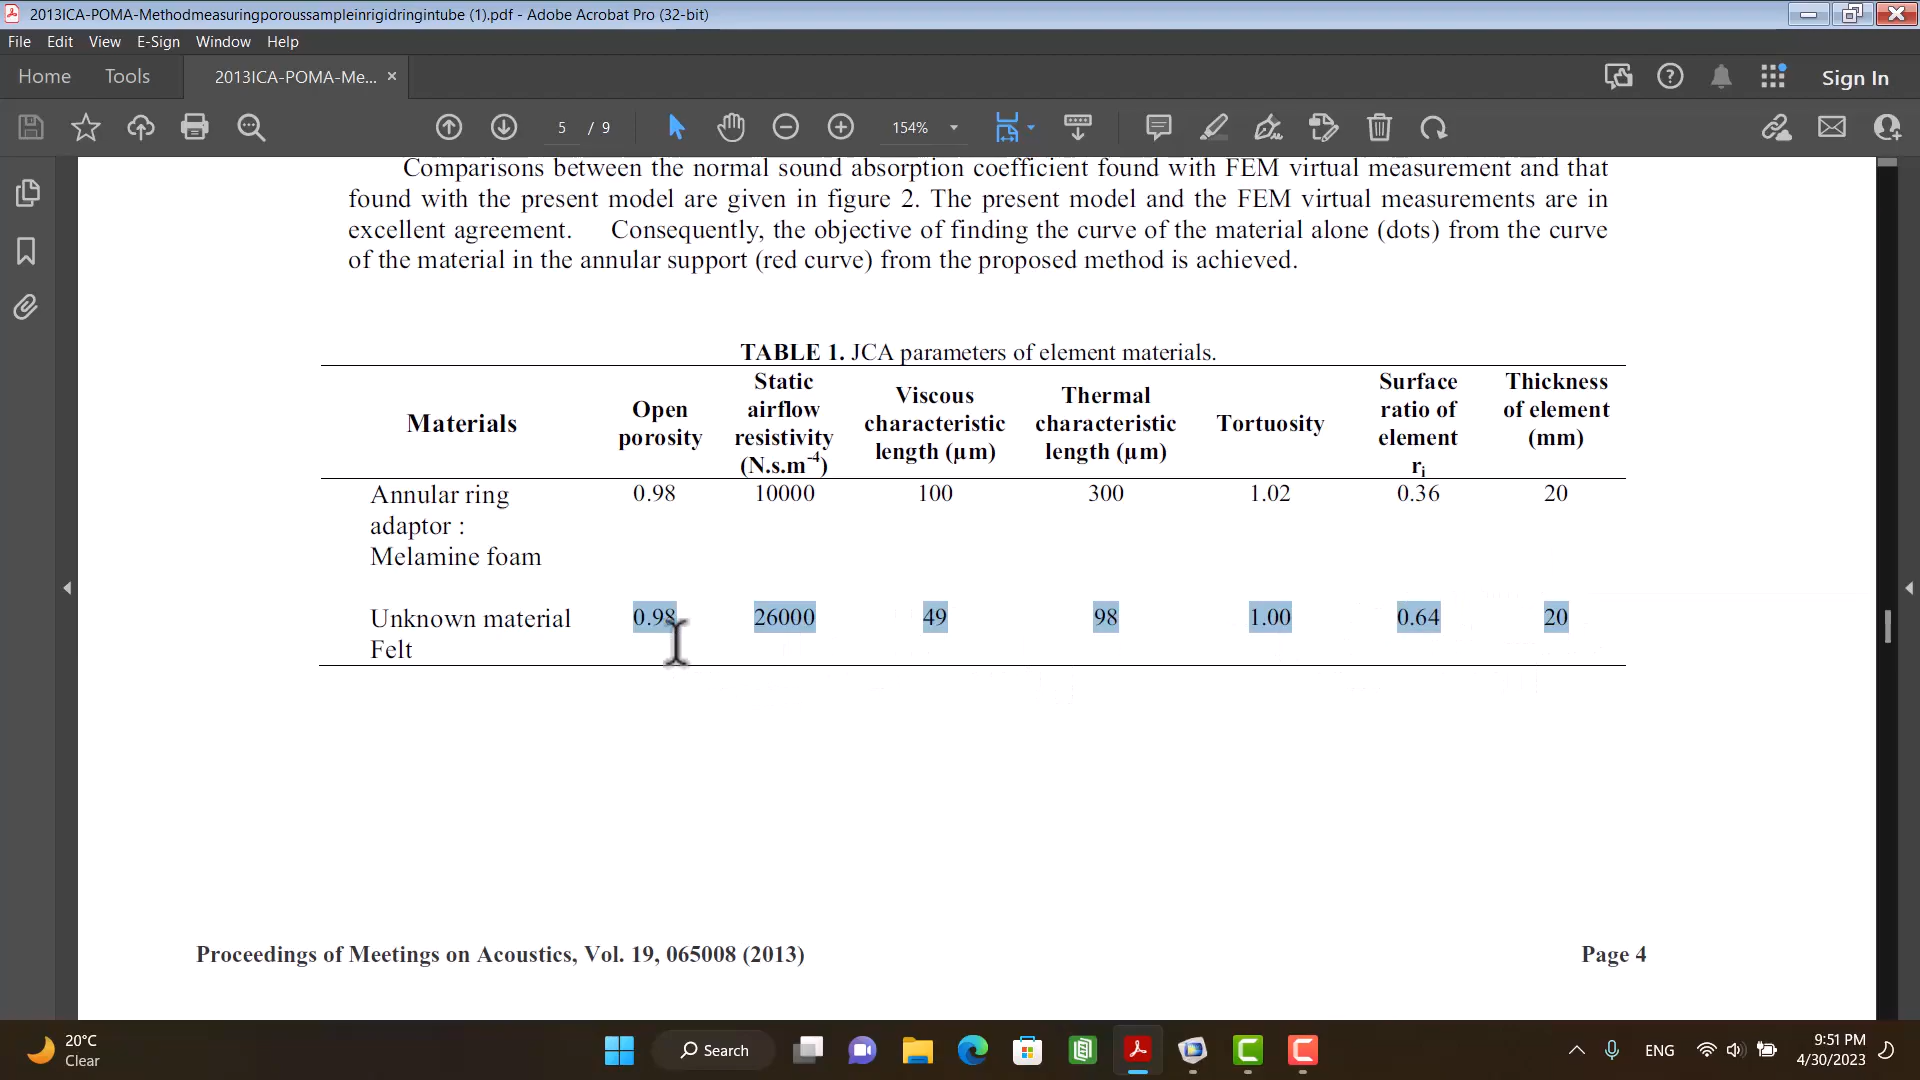 2013ICA-POMA-Methodmeasuringporoussampleinrigidringintube (1).pdf - Adobe Acrobat Pro (32-bit)
File Edit View E-Sign Window Help
Home Tools 2013ICA-POMA-Me... × Sign In
5 / 9 154%
Comparisons between the normal sound absorption coefficient found with FEM virtual measurement and that
found with the present model are given in figure 2. The present model and the FEM virtual measurements are in
excellent agreement. Consequently, the objective of finding the curve of the material alone (dots) from the curve
of the material in the annular support (red curve) from the proposed method is achieved.
TABLE 1. JCA parameters of element materials.
Materials
Open
porosity
Static
airflow
resistivity
(N.s.m-4)
Viscous
characteristic
length (µm)
Thermal
characteristic
length (µm)
Tortuosity
Surface
ratio of
element
ri
Thickness
of element
(mm)
Annular ring 0.98 10000 100 300 1.02 0.36 20
adaptor :
Melamine foam
Unknown material 0.98 26000 49 98 1.00 0.64 20
Felt
Proceedings of Meetings on Acoustics, Vol. 19, 065008 (2013) Page 4
20°C
Clear
Search
ENG
9:51 PM
4/30/2023